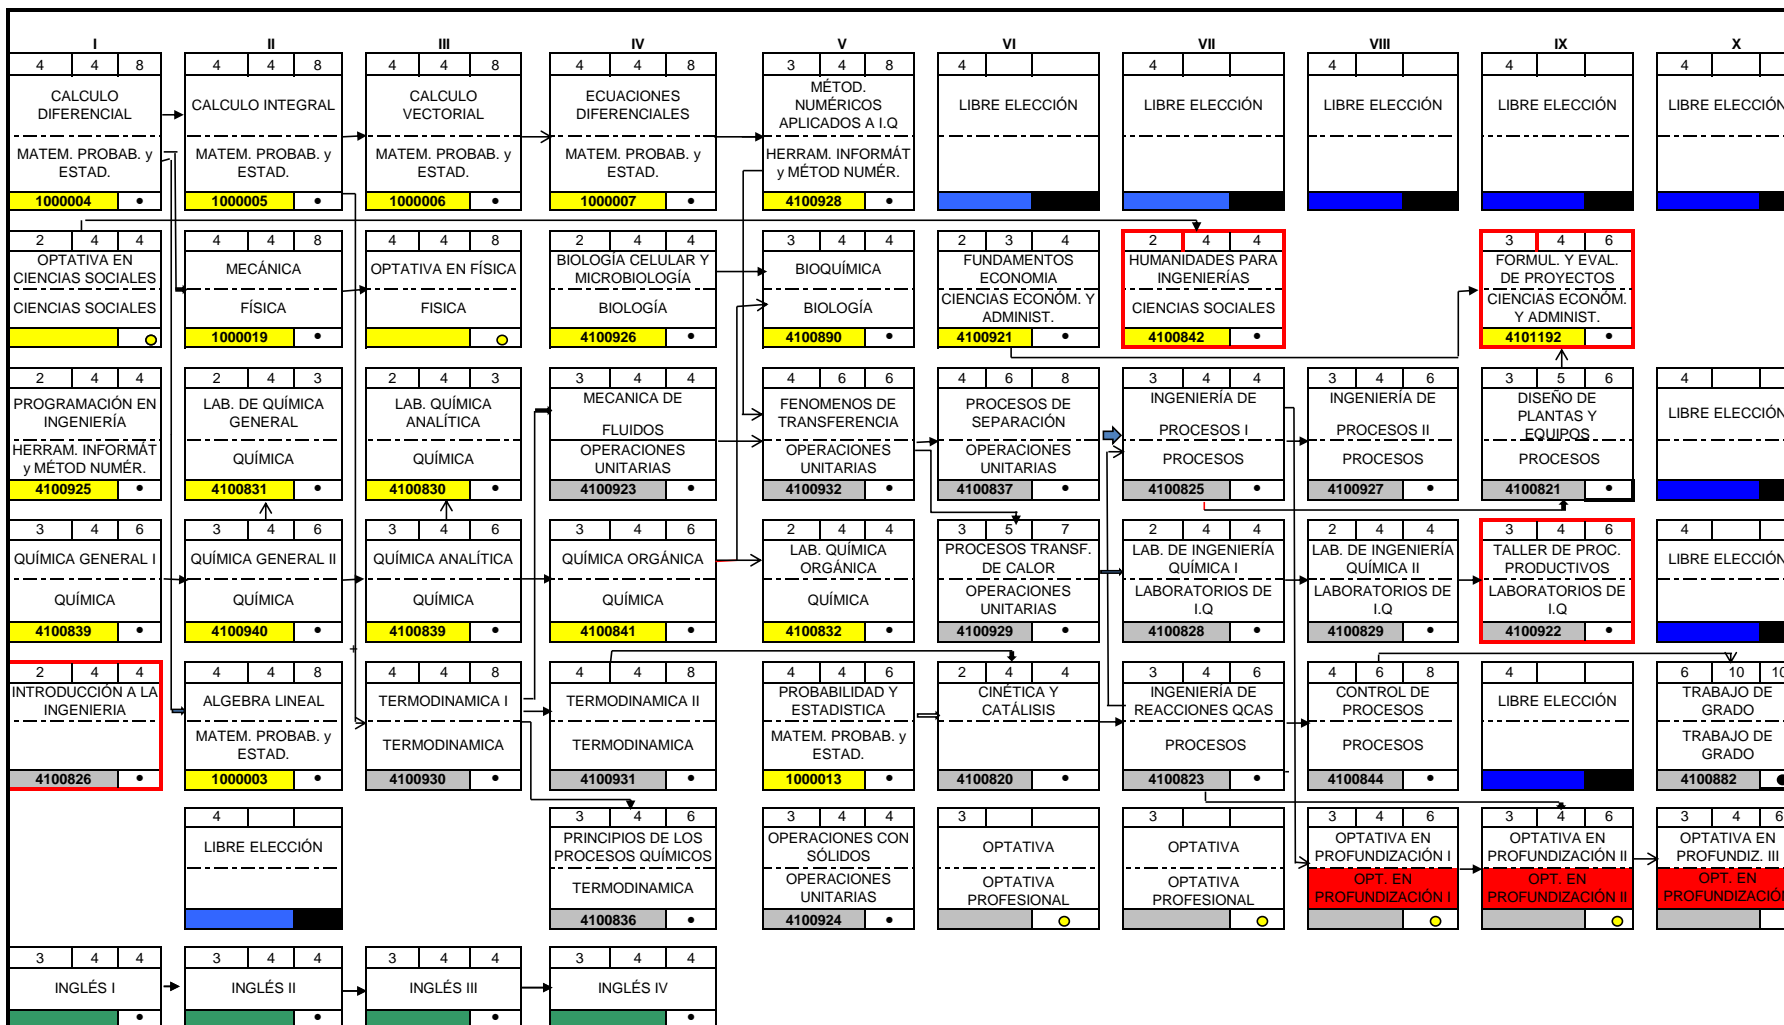 I II III IV V VI VII VIII IX X
4 4 8 4 4 8 4 4 8 4 4 8 3 4 8 4 4 4 4 4
CALCULO
DIFERENCIAL
MATEM. PROBAB. y
ESTAD.
1000004 •
CALCULO INTEGRAL
MATEM. PROBAB. y
ESTAD.
1000005 •
CALCULO
VECTORIAL
MATEM. PROBAB. y
ESTAD.
1000006 •
ECUACIONES
DIFERENCIALES
MATEM. PROBAB. y
ESTAD.
1000007 •
MÉTOD.
NUMÉRICOS
APLICADOS A I.Q
HERRAM. INFORMÁT
y MÉTOD NUMÉR.
4100928 •
LIBRE ELECCIÓN
LIBRE ELECCIÓN
LIBRE ELECCIÓN
LIBRE ELECCIÓN
LIBRE ELECCIÓN
2 4 4 4 4 8 4 4 8 2 4 4 3 4 4 2 3 4 2 4 4 3 4 6
OPTATIVA EN
CIENCIAS SOCIALES
CIENCIAS SOCIALES
MECÁNICA
FÍSICA
1000019 •
OPTATIVA EN FÍSICA
FISICA
BIOLOGÍA CELULAR Y
MICROBIOLOGÍA
BIOLOGÍA
4100926 •
BIOQUÍMICA
BIOLOGÍA
4100890 •
FUNDAMENTOS
ECONOMIA
CIENCIAS ECONÓM. Y
ADMINIST.
4100921 •
HUMANIDADES PARA
INGENIERÍAS
CIENCIAS SOCIALES
4100842 •
FORMUL. Y EVAL.
DE PROYECTOS
CIENCIAS ECONÓM.
Y ADMINIST.
4101192 •
2 4 4 2 4 3 2 4 3 3 4 4 4 6 6 4 6 8 3 4 4 3 4 6 3 5 6 4
PROGRAMACIÓN EN
INGENIERÍA
HERRAM. INFORMÁT
y MÉTOD NUMÉR.
4100925 •
LAB. DE QUÍMICA
GENERAL
QUÍMICA
4100831 •
LAB. QUÍMICA
ANALÍTICA
QUÍMICA
4100830 •
MECANICA DE
FLUIDOS
OPERACIONES
UNITARIAS
4100923 •
FENOMENOS DE
TRANSFERENCIA
OPERACIONES
UNITARIAS
4100932 •
PROCESOS DE
SEPARACIÓN
OPERACIONES
UNITARIAS
4100837 •
INGENIERÍA DE
PROCESOS I
PROCESOS
4100825 •
INGENIERÍA DE
PROCESOS II
PROCESOS
4100927 •
DISEÑO DE
PLANTAS Y
EQUIPOS
PROCESOS
4100821 •
LIBRE ELECCIÓN
3 4 6 3 4 6 3 4 6 3 4 6 2 4 4 3 5 7 2 4 4 2 4 4 3 4 6 4
QUÍMICA GENERAL I
QUÍMICA
4100839 •
QUÍMICA GENERAL II
QUÍMICA
4100940 •
QUÍMICA ANALÍTICA
QUÍMICA
4100839 •
QUÍMICA ORGÁNICA
QUÍMICA
4100841 •
LAB. QUÍMICA
ORGÁNICA
QUÍMICA
4100832 •
PROCESOS TRANSF.
DE CALOR
OPERACIONES
UNITARIAS
4100929 •
LAB. DE INGENIERÍA
QUÍMICA I
LABORATORIOS DE
I.Q
4100828 •
LAB. DE INGENIERÍA
QUÍMICA II
LABORATORIOS DE
I.Q
4100829 •
TALLER DE PROC.
PRODUCTIVOS
LABORATORIOS DE
I.Q
4100922 •
LIBRE ELECCIÓN
2 4 4 4 4 8 4 4 8 4 4 8 4 4 6 2 4 4 3 4 6 4 6 8 4 6 10 10
INTRODUCCIÓN A LA
INGENIERIA
4100826 •
ALGEBRA LINEAL
MATEM. PROBAB. y
ESTAD.
1000003 •
TERMODINAMICA I
TERMODINAMICA
4100930 •
TERMODINAMICA II
TERMODINAMICA
4100931 •
PROBABILIDAD Y
ESTADISTICA
MATEM. PROBAB. y
ESTAD.
1000013 •
CINÉTICA Y
CATÁLISIS
4100820 •
INGENIERÍA DE
REACCIONES QCAS
PROCESOS
4100823 •
CONTROL DE
PROCESOS
PROCESOS
4100844 •
LIBRE ELECCIÓN
TRABAJO DE
GRADO
TRABAJO DE
GRADO
4100882 •
4 3 4 6 3 4 4 3 3 3 4 6 3 4 6 3 4 6
LIBRE ELECCIÓN
PRINCIPIOS DE LOS
PROCESOS QUÍMICOS
TERMODINAMICA
4100836 •
OPERACIONES CON
SÓLIDOS
OPERACIONES
UNITARIAS
4100924 •
OPTATIVA
OPTATIVA
PROFESIONAL
OPTATIVA
OPTATIVA
PROFESIONAL
OPTATIVA EN
PROFUNDIZACIÓN I
OPT. EN
PROFUNDIZACIÓN I
OPTATIVA EN
PROFUNDIZACIÓN II
OPT. EN
PROFUNDIZACIÓN II
OPTATIVA EN
PROFUNDIZ. III
OPT. EN
PROFUNDIZACIÓN
3 4 4 3 4 4 3 4 4 3 4 4
INGLÉS I
•
INGLÉS II
•
INGLÉS III
•
INGLÉS IV
•